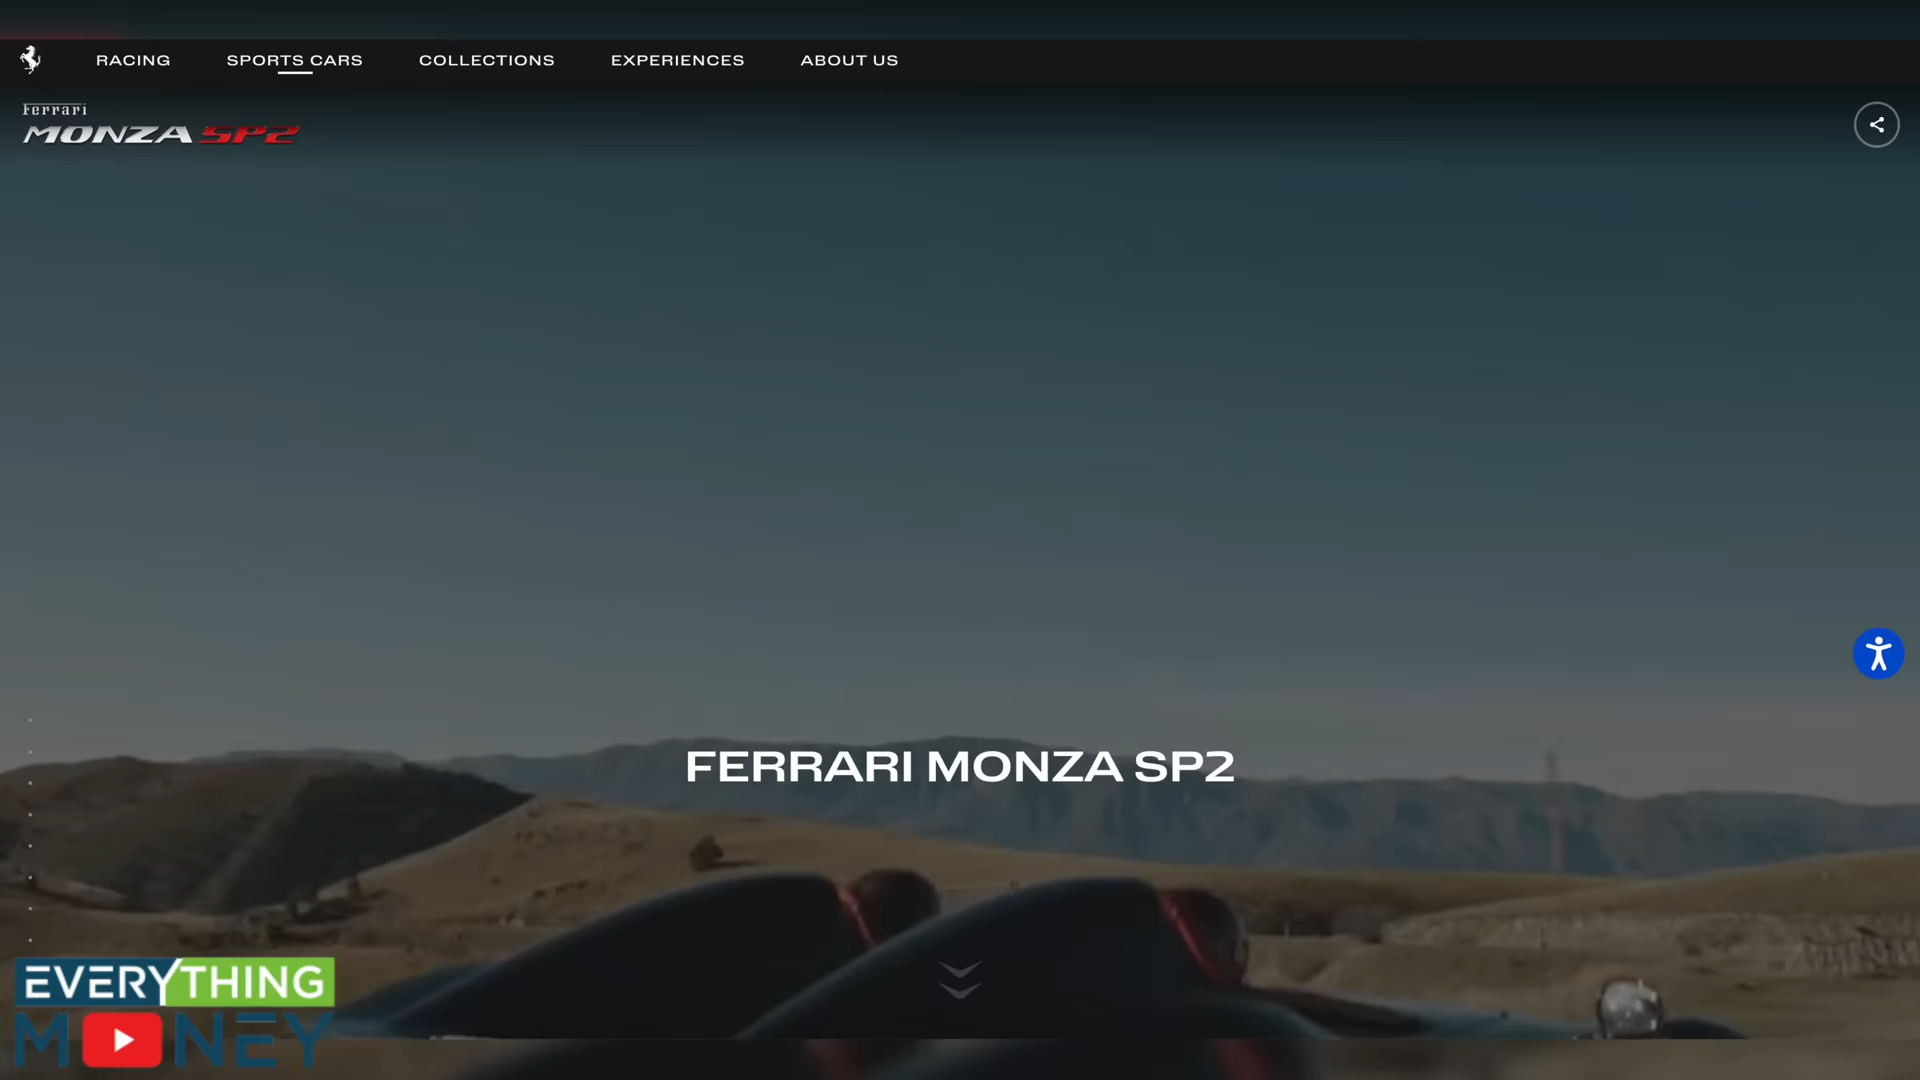 RACING SPORTS CARS COLLECTIONS EXPERIENCES ABOUT US
Ferrari
MONZA SP2
FERRARI MONZA SP2
EVERYTHING
MONEY